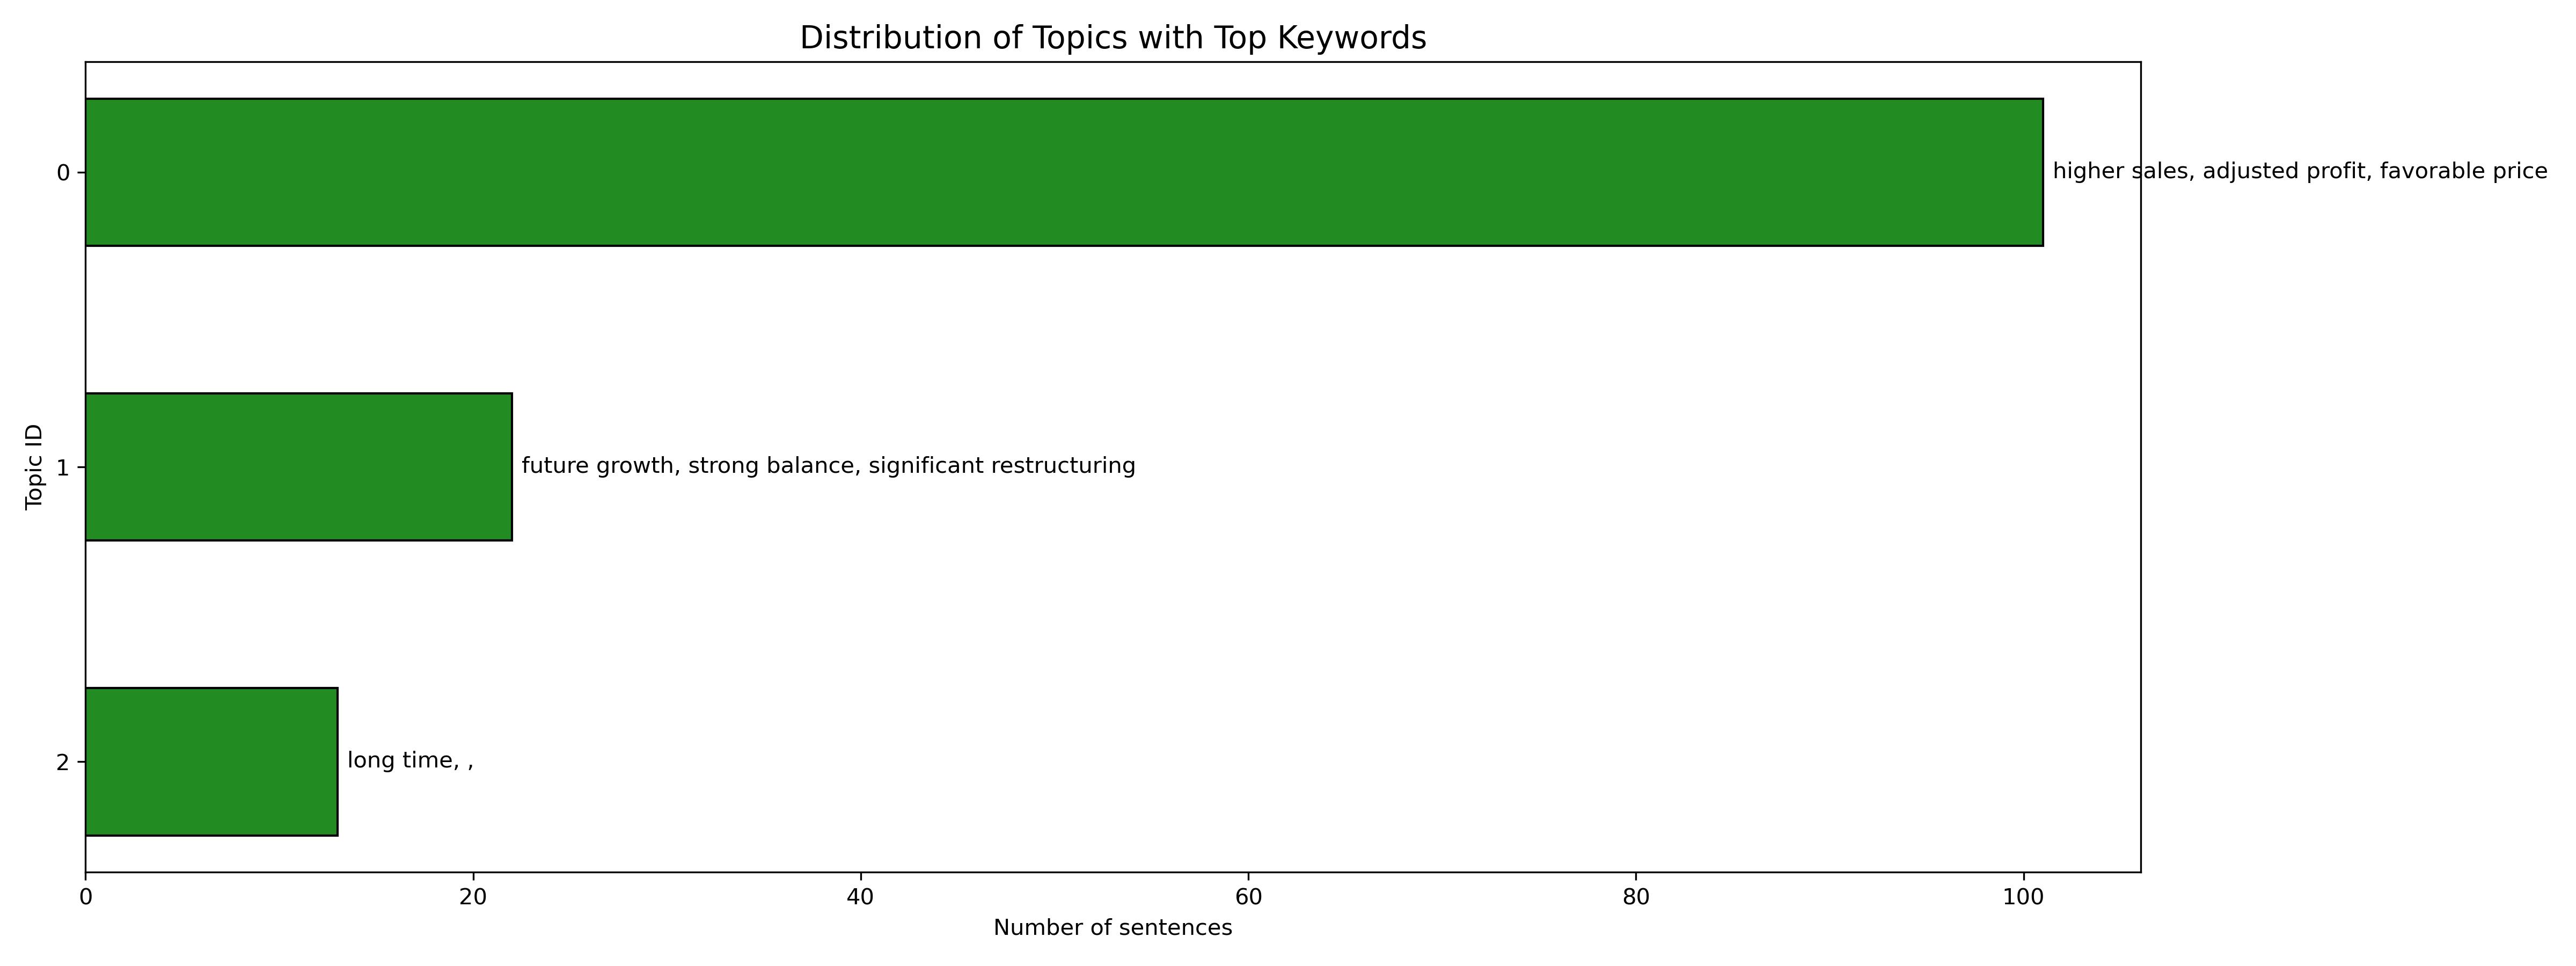 Distribution of Topics with Top Keywords
0
higher sales, adjusted profit, favorable price
Topic ID
1
future growth, strong balance, significant restructuring
2
long time, ,
0 20 40 60 80 100
Number of sentences